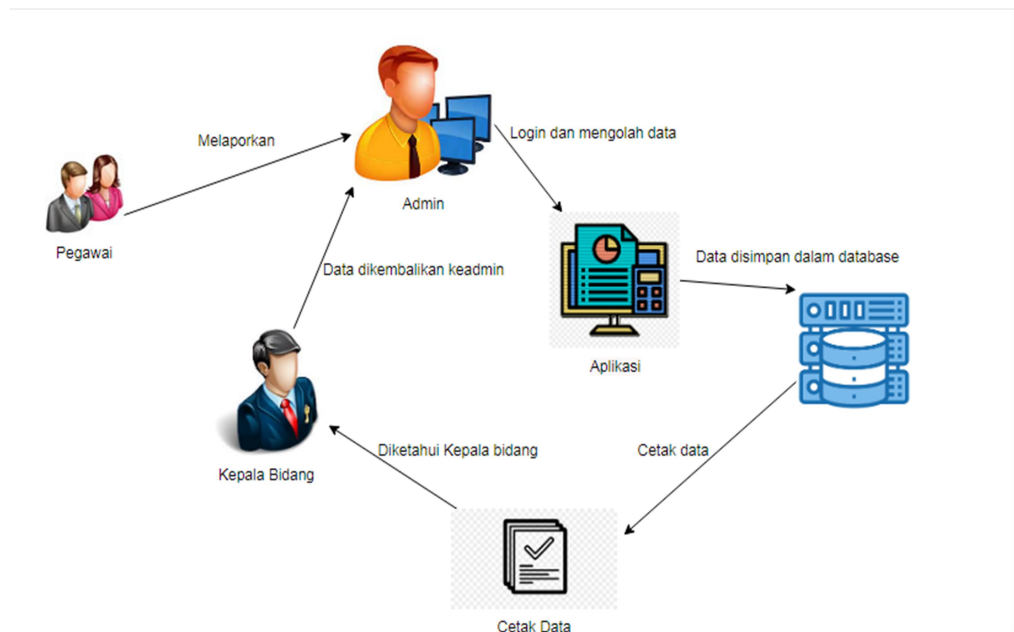 Melaporkan
Login dan mengolah data
Admin
Pegawai
Data dikembalikan keadmin
Data disimpan dalam database
Aplikasi
Kepala Bidang
Diketahui Kepala bidang
Cetak data
Cetak Data